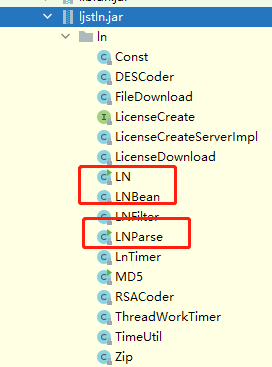 ljstln.jar
ln
Const
DESCoder
FileDownload
LicenseCreate
LicenseCreateServerImpl
LicenseDownload
LN
LNBean
LNFilter
LNParse
LnTimer
MD5
RSACoder
ThreadWorkTimer
TimeUtil
Zip